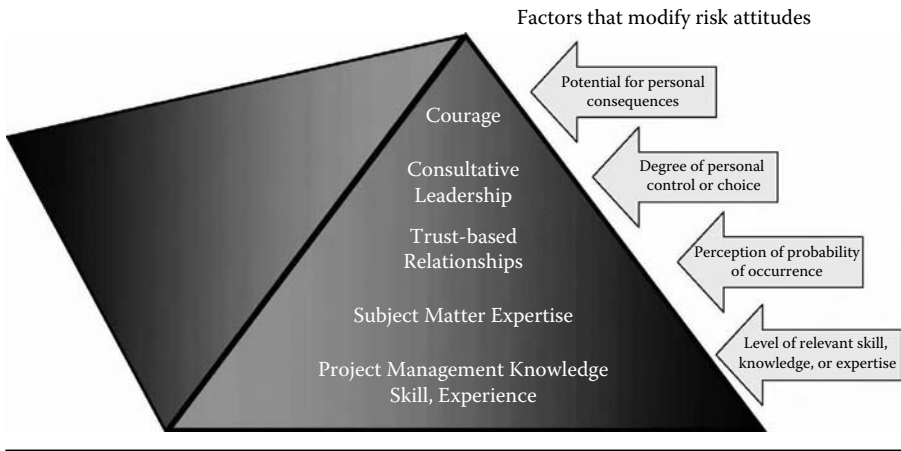 Factors that modify risk attitudes
Potential for personal
consequences
Courage
Degree of personal
control or choice
Consultative
Leadership
Trust-based
Relationships
Perception of probability
of occurrence
Subject Matter Expertise
Level of relevant skill,
knowledge, or expertise
Project Management Knowledge
Skill, Experience